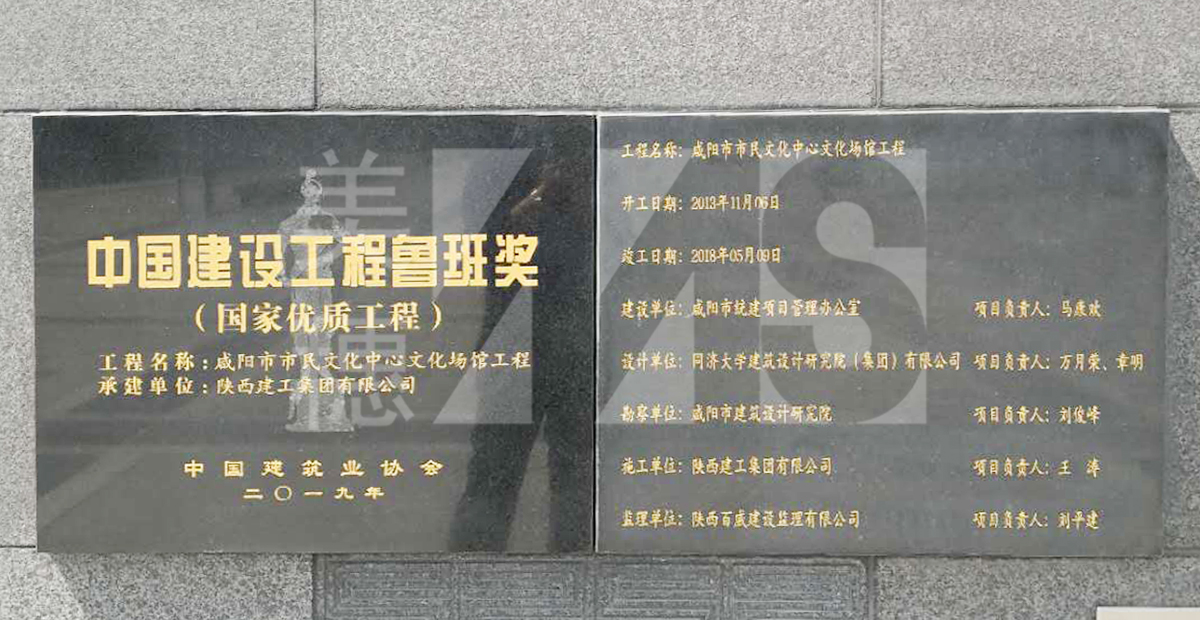 中国建设工程鲁班奖
（国家优质工程）
工程名称：咸阳市市民文化中心文化场馆工程
承建单位：陕西建工集团有限公司
中国建筑业协会
二〇一九年
工程名称：咸阳市市民文化中心文化场馆工程
开工日期：2013年11月06日
竣工日期：2018年05月09日
建设单位：咸阳市统建项目管理办公室 项目负责人：马康欢
设计单位：同济大学建筑设计研究院（集团）有限公司 项目负责人：万月荣、章明
勘察单位：咸阳市建筑设计研究院 项目负责人：刘俊峰
施工单位：陕西建工集团有限公司 项目负责人：王涛
监理单位：陕西百威建设监理有限公司 项目负责人：刘平建
美思
MS